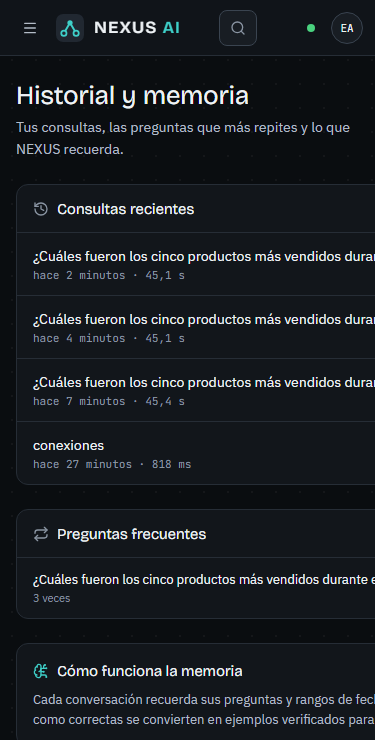 NEXUS AI
EA
Historial y memoria
Tus consultas, las preguntas que más repites y lo que
NEXUS recuerda.
Consultas recientes
¿Cuáles fueron los cinco productos más vendidos
hace 2 minutos · 45,1 s
¿Cuáles fueron los cinco productos más vendidos
hace 4 minutos · 45,1 s
¿Cuáles fueron los cinco productos más vendidos
hace 7 minutos · 45,4 s
conexiones
hace 27 minutos · 818 ms
Preguntas frecuentes
¿Cuáles fueron los cinco productos más vendidos durante
3 veces
Cómo funciona la memoria
Cada conversación recuerda sus preguntas y rangos de
como correctas se convierten en ejemplos verificados para